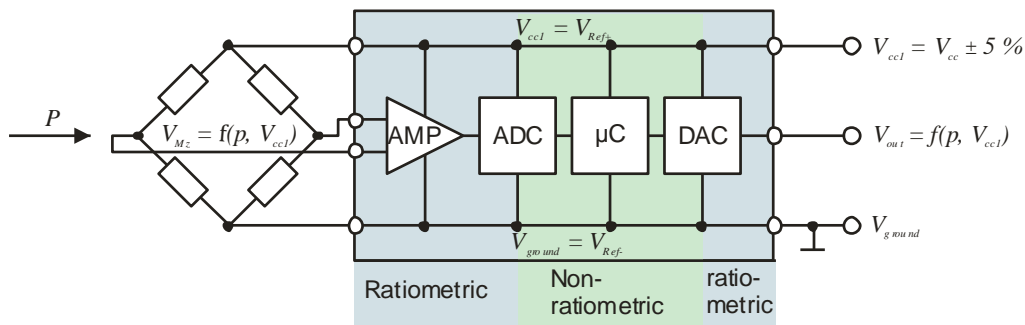 V_cc1 = V_Ref+
V_cc1 = V_cc ± 5 %
P
V_Mz = f(p, V_cc1)
AMP
ADC
µC
DAC
V_out = f(p, V_cc1)
V_ground
V_ground = V_Ref-
Ratiometric
Non-
ratiometric
ratio-
metric